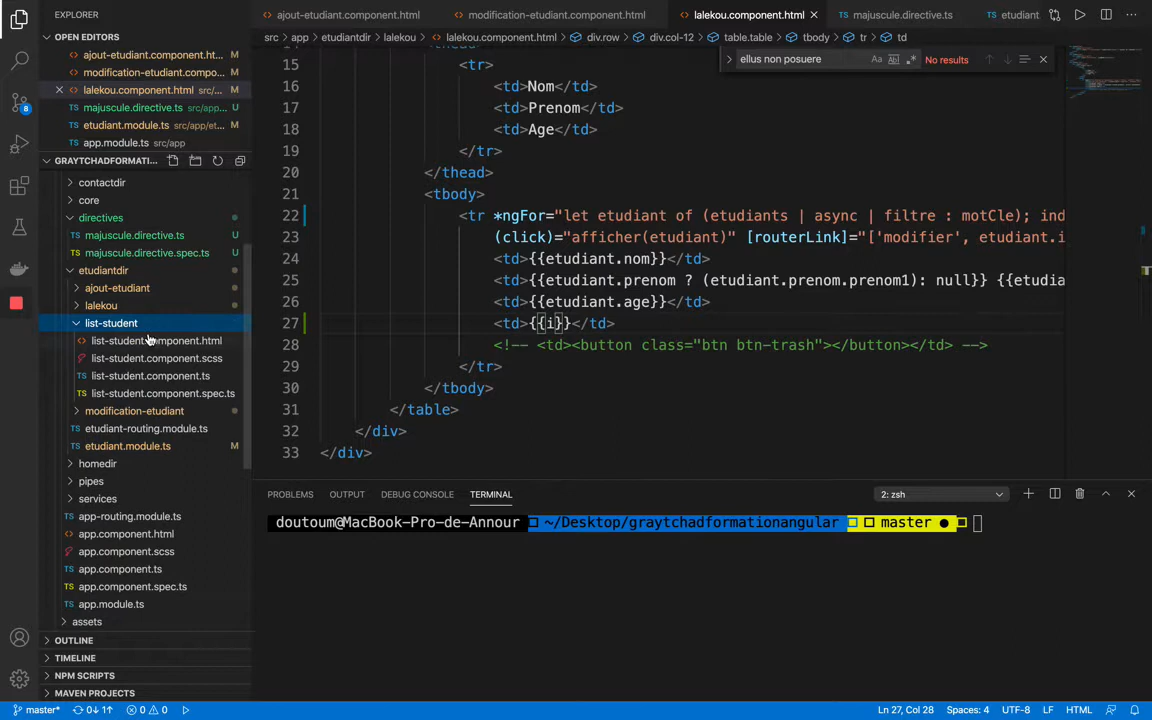 EXPLORER
ajout-etudiant.component.html
modification-etudiant.component.html
lalekou.component.html
majuscule.directive.ts
etudiant
OPEN EDITORS
ajout-etudiant.component.ht...
modification-etudiant.compo...
lalekou.component.html src/...
majuscule.directive.ts src/app...
U
etudiant.module.ts src/app/et...
M
app.module.ts src/app
GRAYTCHADFORMATI...
contactdir
core
directives
majuscule.directive.ts
U
majuscule.directive.spec.ts
U
etudiantdir
ajout-etudiant
lalekou
list-student
list-student.component.html
list-student.component.scss
list-student.component.ts
list-student.component.spec.ts
modification-etudiant
etudiant-routing.module.ts
etudiant.module.ts
M
homedir
pipes
services
app-routing.module.ts
app.component.html
app.component.scss
app.component.ts
app.component.spec.ts
app.module.ts
assets
OUTLINE
TIMELINE
NPM SCRIPTS
MAVEN PROJECTS
8
src > app > etudiantdir > lalekou > lalekou.component.html > div.row > div.col-12 > table.table > tbody > tr > td
ellus non posuere
Aa Ab .*
No results
15 <tr>
16 <td>Nom</td>
17 <td>Prenom</td>
18 <td>Age</td>
19 </tr>
20 </thead>
21 <tbody>
22 <tr *ngFor="let etudiant of (etudiants | async | filtre : motCle); ind
23 (click)="afficher(etudiant)" [routerLink]="['modifier', etudiant.i
24 <td>{{etudiant.nom}}</td>
25 <td>{{etudiant.prenom ? (etudiant.prenom.prenom1): null}} {{etudia
26 <td>{{etudiant.age}}</td>
27 <td>{{i}}</td>
28 <!-- <td><button class="btn btn-trash"></button></td> -->
29 </tr>
30 </tbody>
31 </table>
32 </div>
33 </div>
PROBLEMS
OUTPUT
DEBUG CONSOLE
TERMINAL
2: zsh
doutoum@MacBook-Pro-de-Annour ~/Desktop/graytchadformationangular master ●
master*
0↓ 1↑
0 0
Ln 27, Col 28
Spaces: 4
UTF-8
LF
HTML